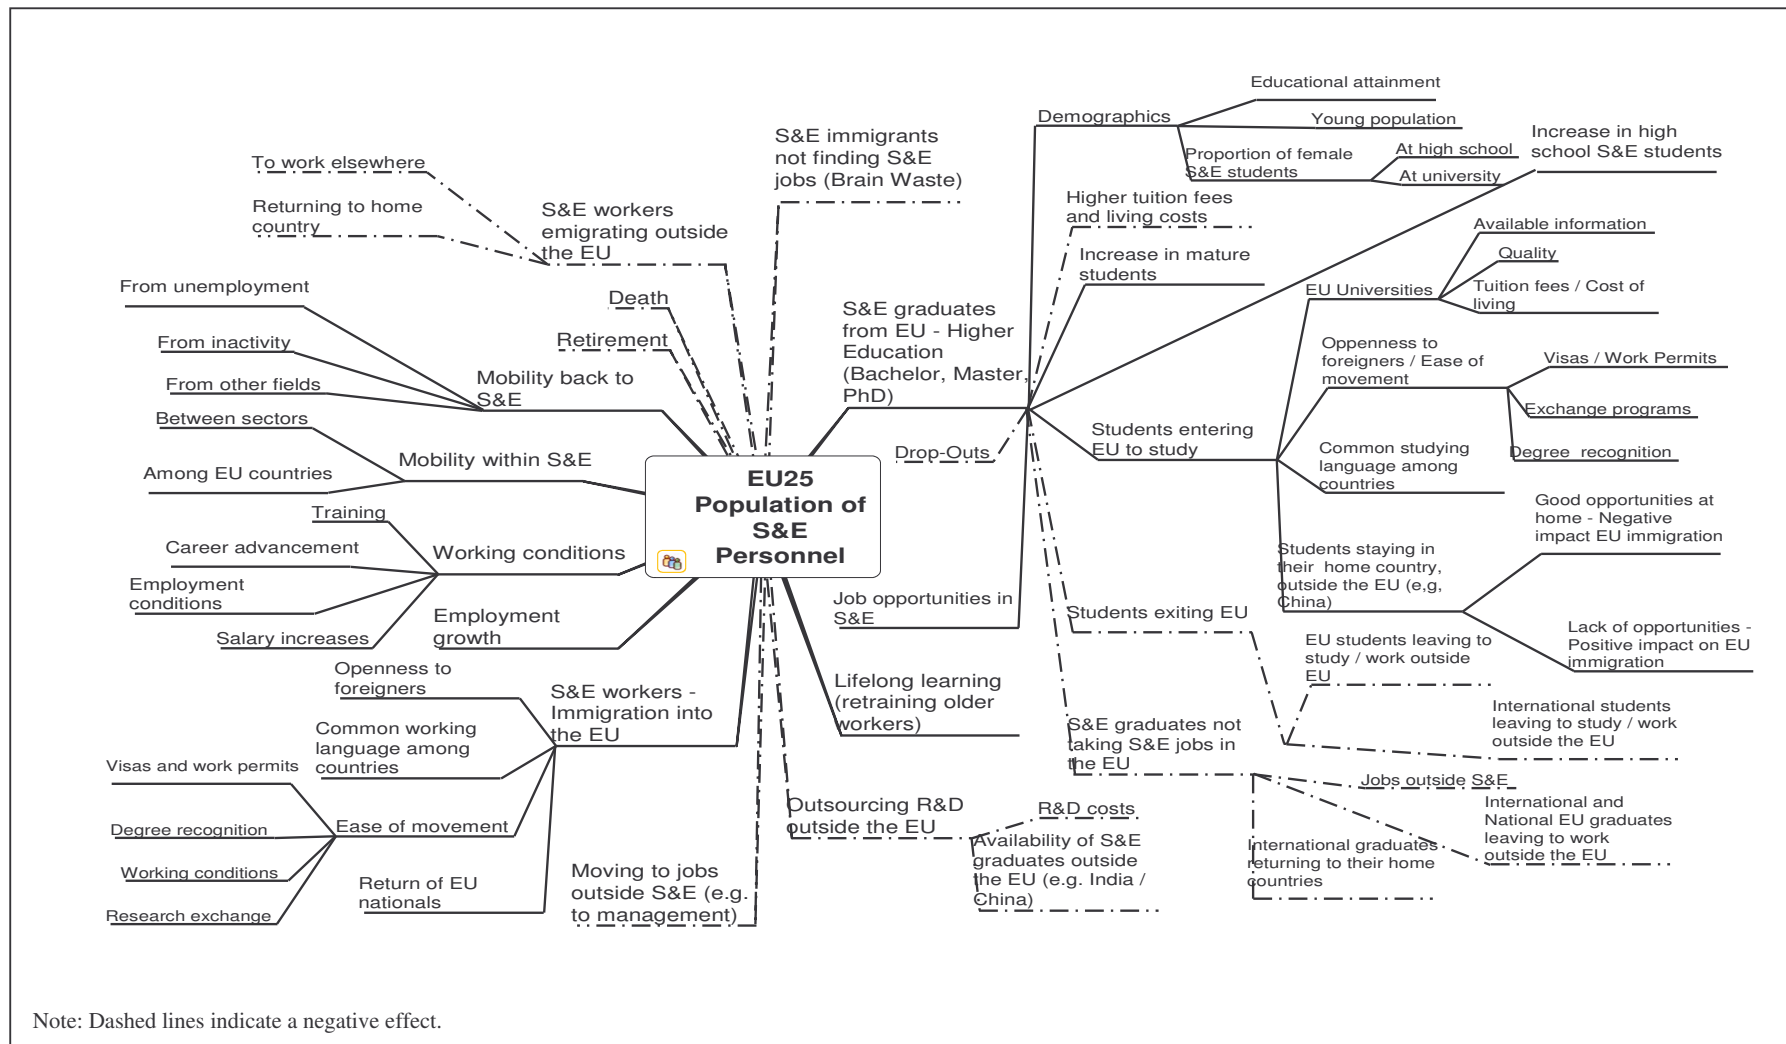 EU25
Population of
S&E
Personnel
S&E immigrants
not finding S&E
jobs (Brain Waste)
To work elsewhere
Returning to home
country
S&E workers
emigrating outside
the EU
Death
Retirement
From unemployment
From inactivity
From other fields
Mobility back to
S&E
Between sectors
Among EU countries
Mobility within S&E
Training
Career advancement
Employment
conditions
Salary increases
Working conditions
Employment
growth
Openness to
foreigners
Common working
language among
countries
S&E workers -
Immigration into
the EU
Visas and work permits
Degree recognition
Working conditions
Research exchange
Ease of movement
Return of EU
nationals
Moving to jobs
outside S&E (e.g.
to management)
Outsourcing R&D
outside the EU
R&D costs
Availability of S&E
graduates outside
the EU (e.g. India /
China)
Lifelong learning
(retraining older
workers)
S&E graduates
from EU - Higher
Education
(Bachelor, Master,
PhD)
Demographics
Educational attainment
Young population
Proportion of female
S&E students
At high school
At university
Increase in high
school S&E students
Higher tuition fees
and living costs
Increase in mature
students
Drop-Outs
Students entering
EU to study
EU Universities
Available information
Quality
Tuition fees / Cost of
living
Oppenness to
foreigners / Ease of
movement
Visas / Work Permits
Exchange programs
Degree recognition
Common studying
language among
countries
Students staying in
their home country,
outside the EU (e,g,
China)
Good opportunities at
home - Negative
impact EU immigration
Lack of opportunities -
Positive impact on EU
immigration
Job opportunities in
S&E
Students exiting EU
EU students leaving to
study / work outside
EU
International students
leaving to study / work
outside the EU
S&E graduates not
taking S&E jobs in
the EU
Jobs outside S&E
International and
National EU graduates
leaving to work
outside the EU
International graduates
returning to their home
countries
Note: Dashed lines indicate a negative effect.